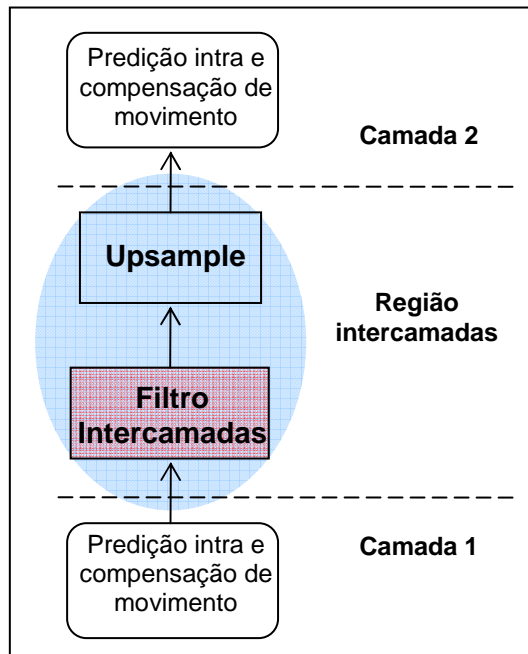 Predição intra e
compensação de
movimento
Camada 2
Upsample
Região
intercamadas
Filtro
Intercamadas
Predição intra e
compensação de
movimento
Camada 1